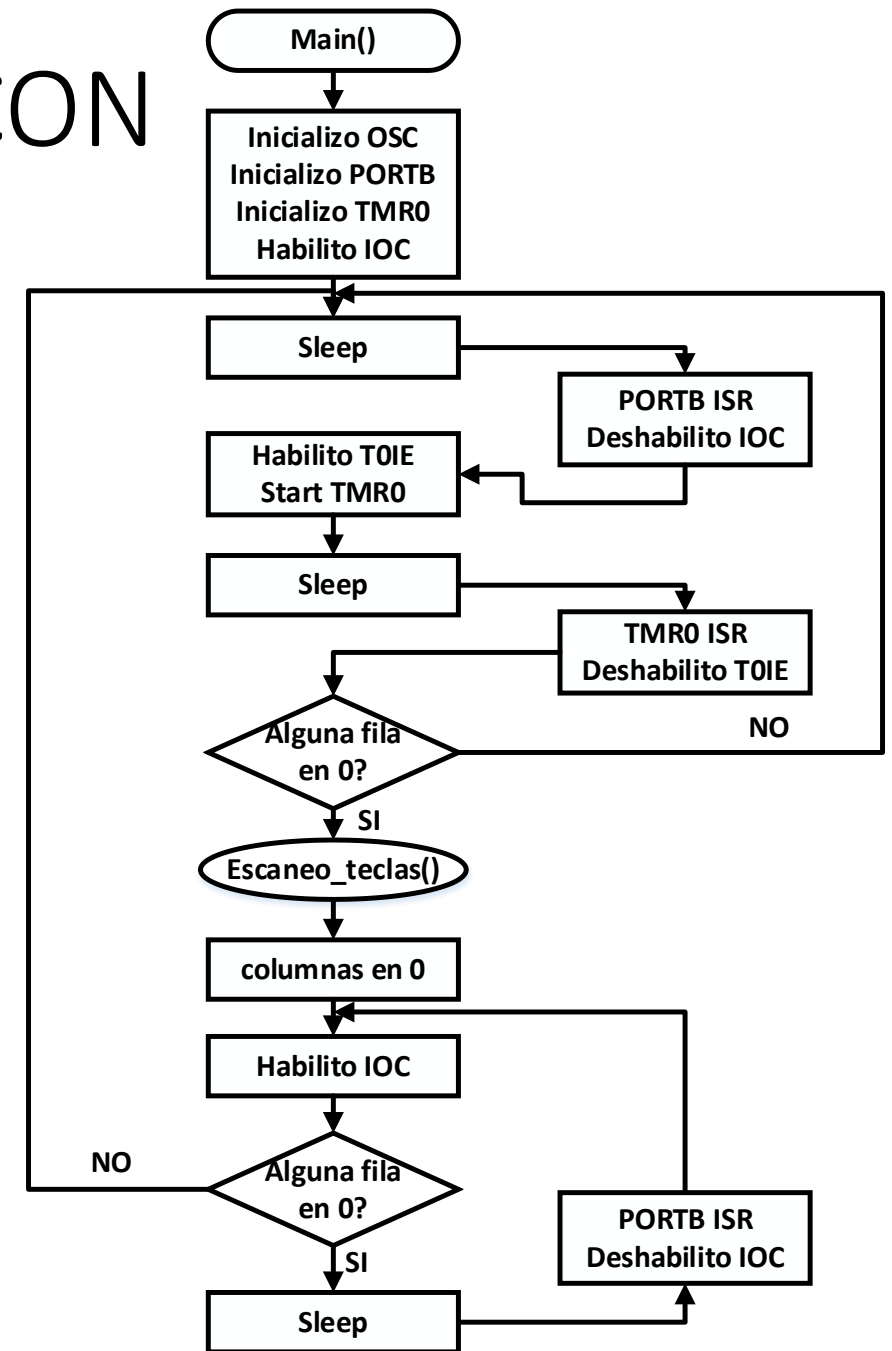 Main()
CON
Inicializo OSC
Inicializo PORTB
Inicializo TMR0
Habilito IOC
Sleep
PORTB ISR
Deshabilito IOC
Habilito T0IE
Start TMR0
Sleep
TMR0 ISR
Deshabilito T0IE
Alguna fila
en 0?
NO
SI
Escaneo_teclas()
columnas en 0
Habilito IOC
NO
Alguna fila
en 0?
PORTB ISR
Deshabilito IOC
SI
Sleep